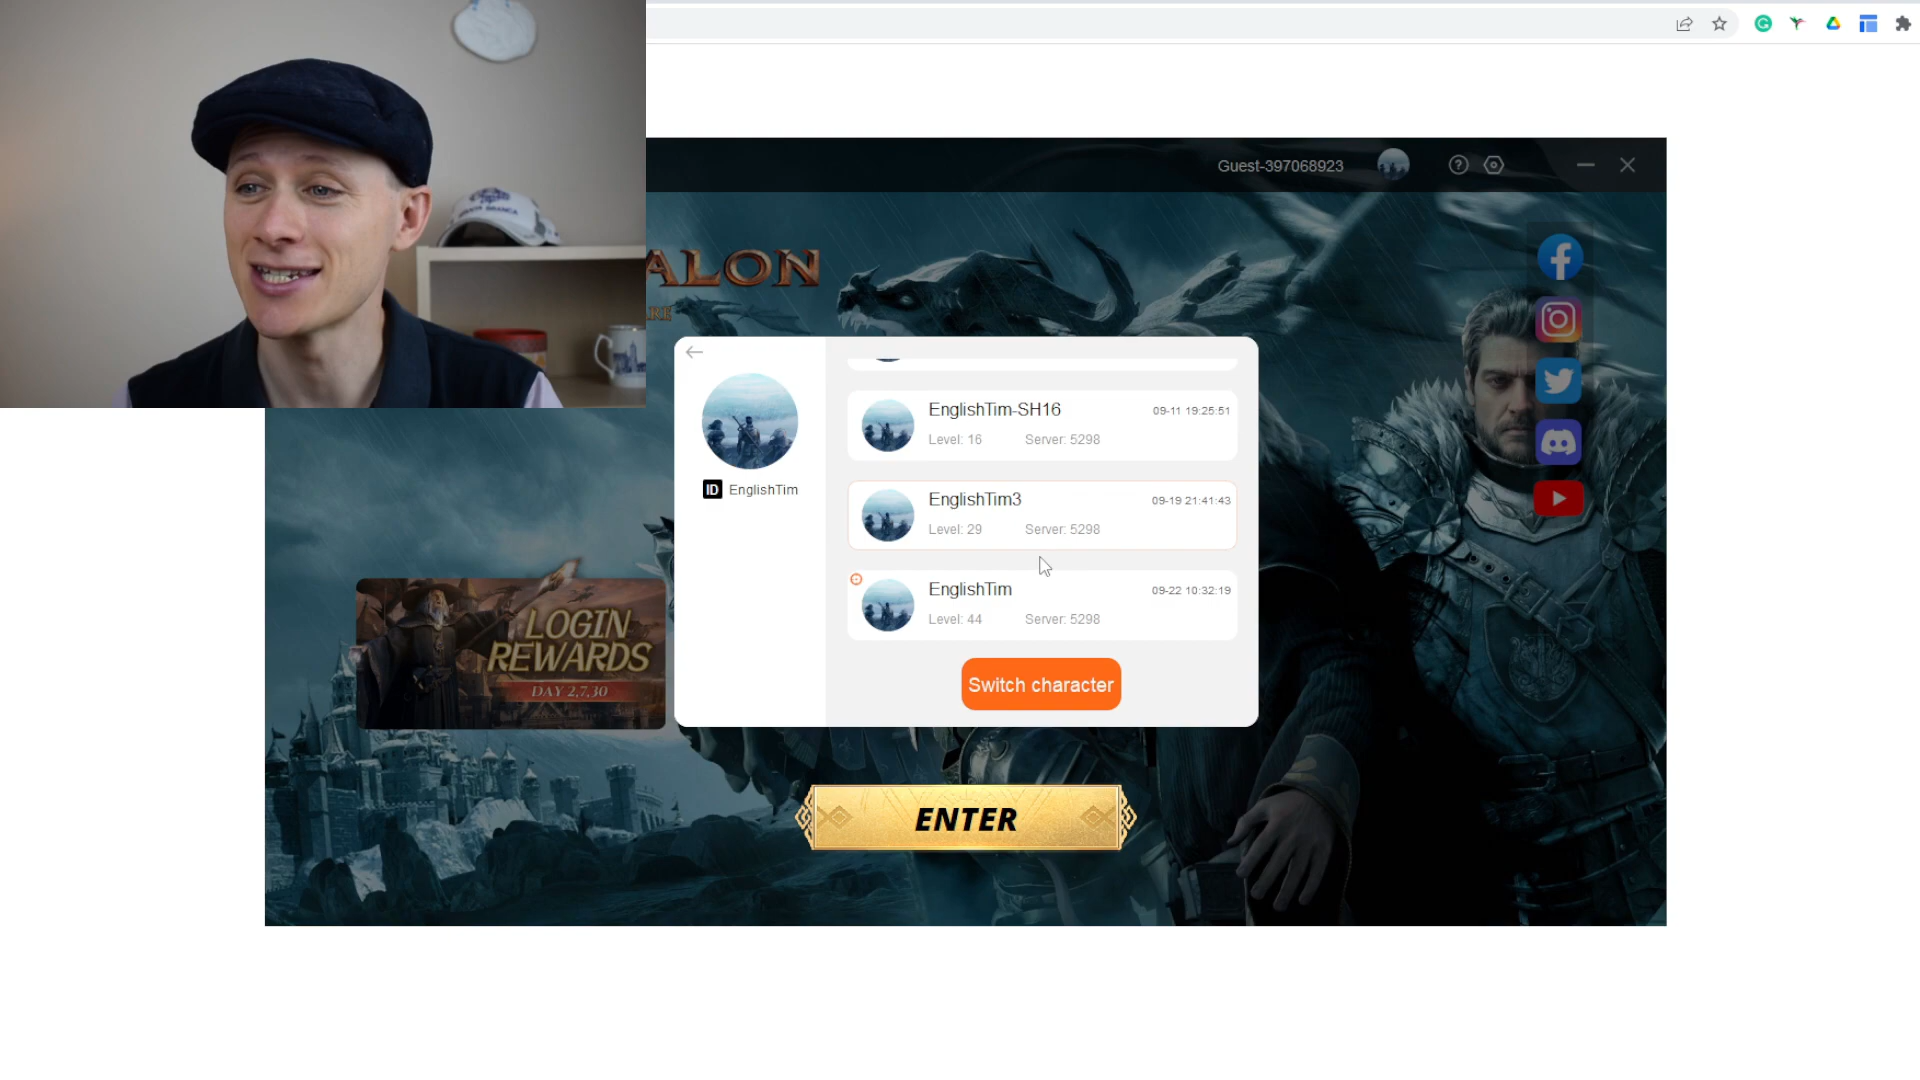 Guest-397068923
ALON
EnglishTim
EnglishTim-SH16
09-11 19:25:51
Level: 16
Server: 5298
EnglishTim3
09-19 21:41:43
Level: 29
Server: 5298
EnglishTim
09-22 10:32:19
Level: 44
Server: 5298
Switch character
ID EnglishTim
LOGIN
REWARDS
DAY 2,7,30
ENTER